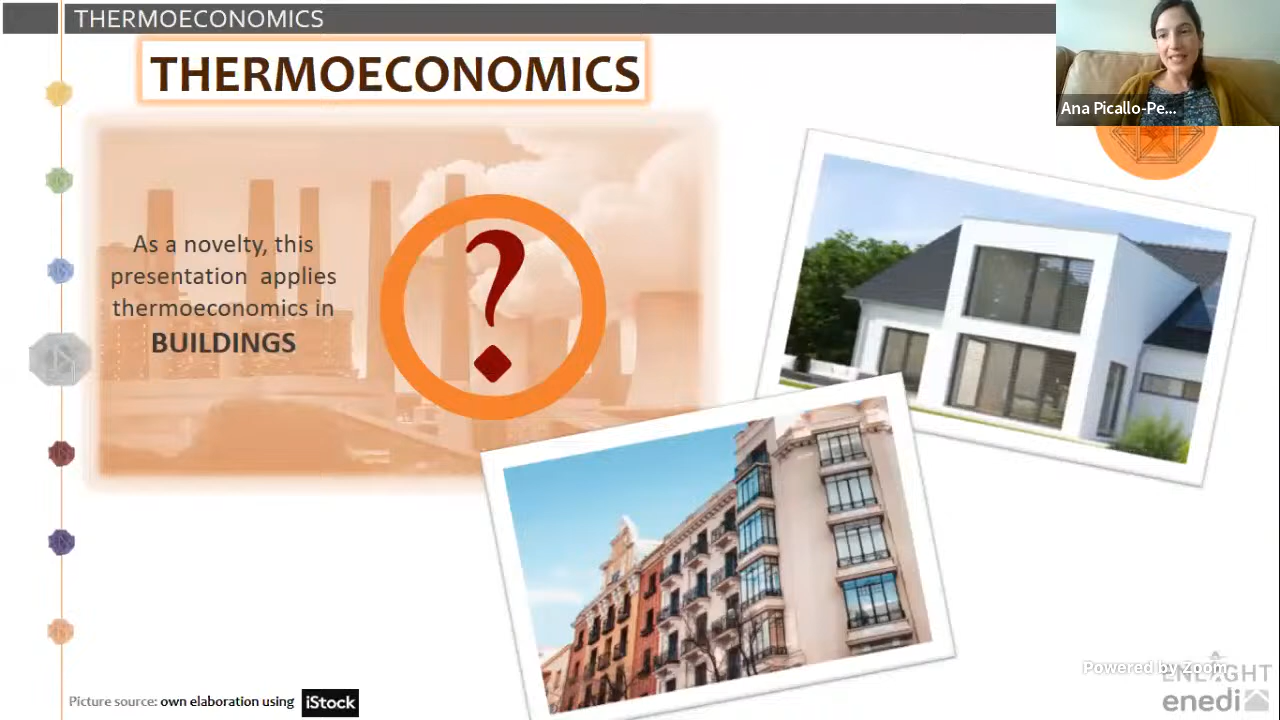 THERMOECONOMICS
THERMOECONOMICS
Ana Picallo-Pe...
As a novelty, this
presentation applies
thermoeconomics in
BUILDINGS
?
Powered by Zoom
enedi
Picture source: own elaboration using iStock